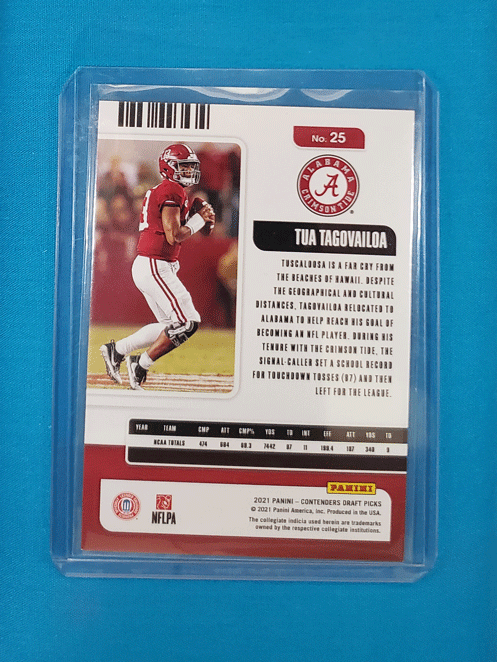 No: 25
ALABAMA
A
CRIMSON TIDE
TUA TAGOVAILOA
TUSCALOOSA IS A FAR CRY FROM
THE BEACHES OF HAWAII. DESPITE
THE GEOGRAPHICAL AND CULTURAL
DISTANCES, TAGOVAILOA RELOCATED TO
ALABAMA TO HELP REACH HIS GOAL OF
BECOMING AN NFL PLAYER. DURING HIS
TENURE WITH THE CRIMSON TIDE, THE
SIGNAL-CALLER SET A SCHOOL RECORD
FOR TOUCHDOWN TOSSES (87) AND THEN
LEFT FOR THE LEAGUE.
YEAR TEAM CMP ATT CMP% YDS TD INT EFF ATT YDS TD
NCAA TOTALS 474 684 69.3 7442 87 11 199.4 107 340 9
PANINI
NFLPA
2021 PANINI – CONTENDERS DRAFT PICKS
© 2021 Panini America, Inc. Produced in the USA.
The collegiate indicia used herein are trademarks
owned by the respective collegiate institutions.